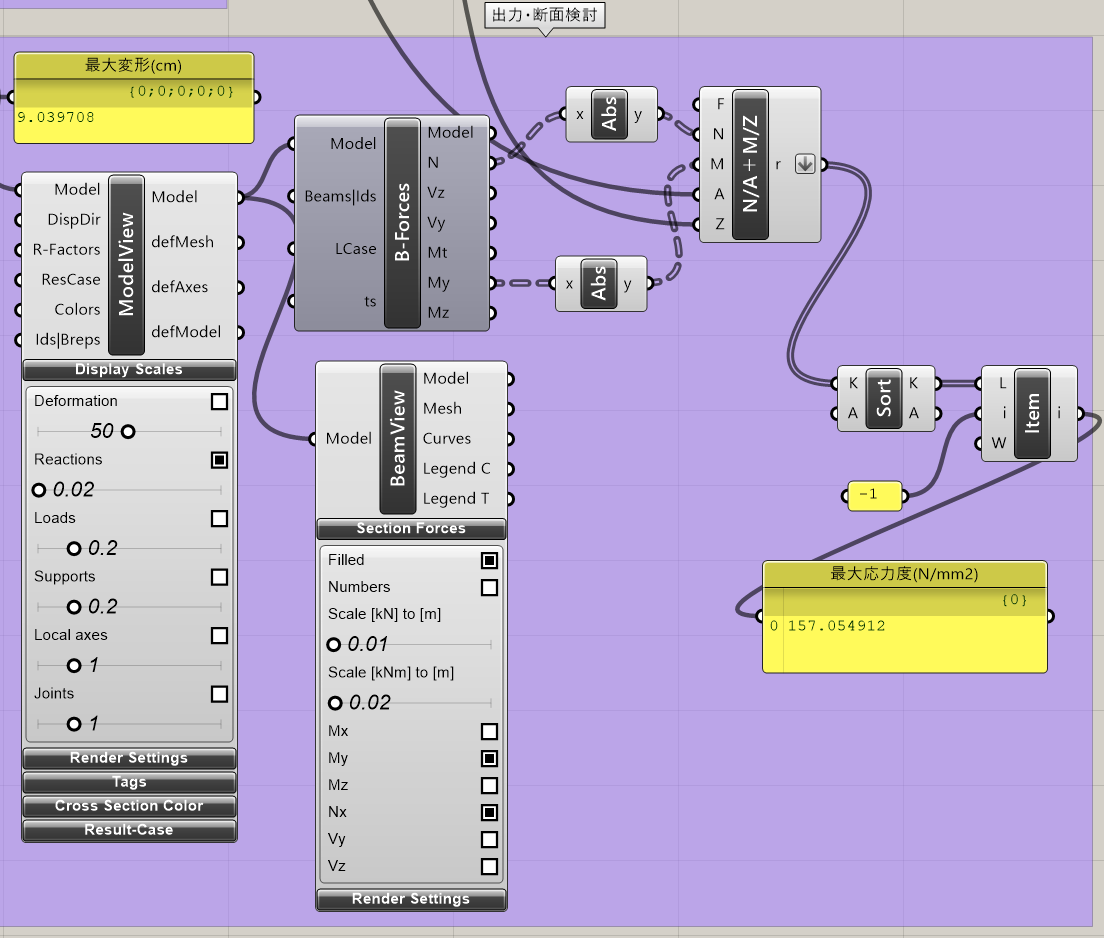 出力・断面検討
最大変形(cm)
{0;0;0;0;0}
9.039708
Model
DispDir
R-Factors
ResCase
Colors
Ids|Breps
ModelView
Model
defMesh
defAxes
defModel
Display Scales
Deformation
50
Reactions
0.02
Loads
0.2
Supports
0.2
Local axes
1
Joints
1
Render Settings
Tags
Cross Section Color
Result-Case
Model
Beams|Ids
LCase
ts
B-Forces
Model
N
Vz
Vy
Mt
My
Mz
Model
BeamView
Model
Mesh
Curves
Legend C
Legend T
Section Forces
Filled
Numbers
Scale [kN] to [m]
0.01
Scale [kNm] to [m]
0.02
Mx
My
Mz
Nx
Vy
Vz
Render Settings
x Abs y
x Abs y
F
N
M
A
Z
N/A+M/Z
r
K
A
Sort
K
A
L
i
W
Item
i
-1
最大応力度(N/mm2)
{0}
0 157.054912